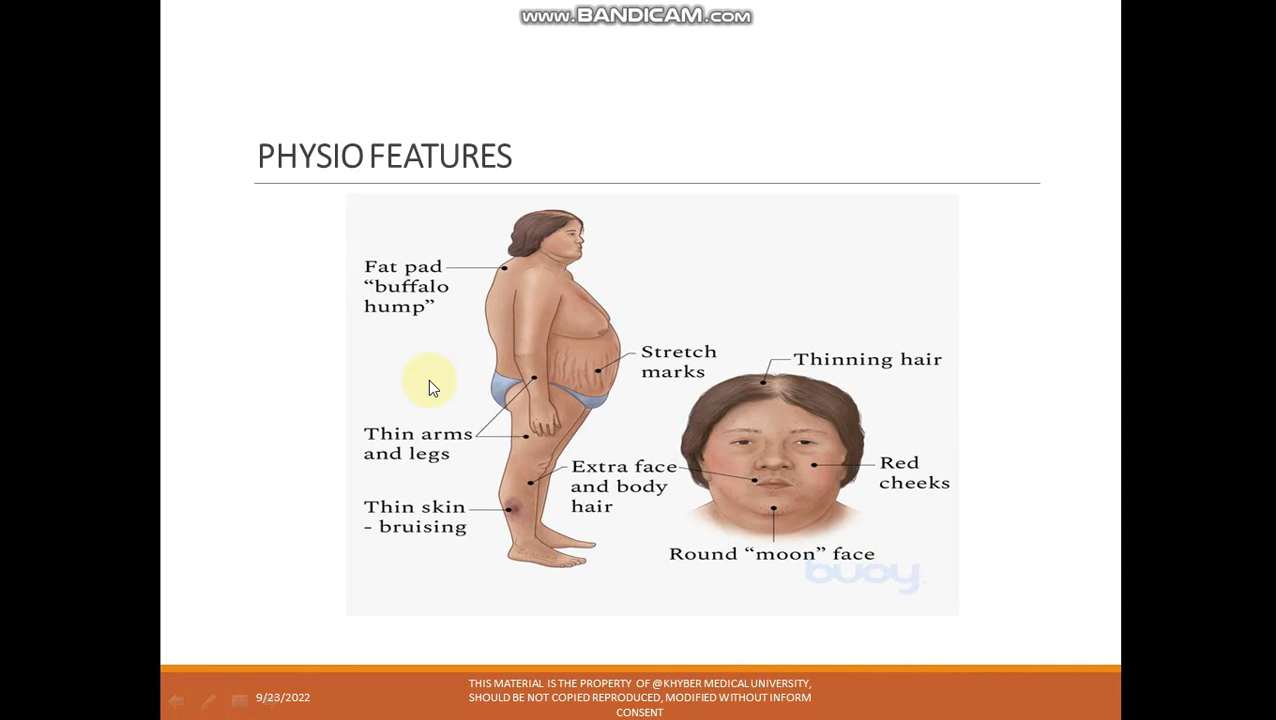 www.BANDICAM.com
PHYSIO FEATURES
Fat pad
“buffalo
hump”
Stretch
marks
Thinning hair
Thin arms
and legs
Extra face
and body
hair
Red
cheeks
Thin skin
- bruising
Round “moon” face
buoy
9/23/2022
THIS MATERIAL IS THE PROPERTY OF @KHYBER MEDICAL UNIVERSITY,
SHOULD BE NOT COPIED REPRODUCED, MODIFIED WITHOUT INFORM
CONSENT